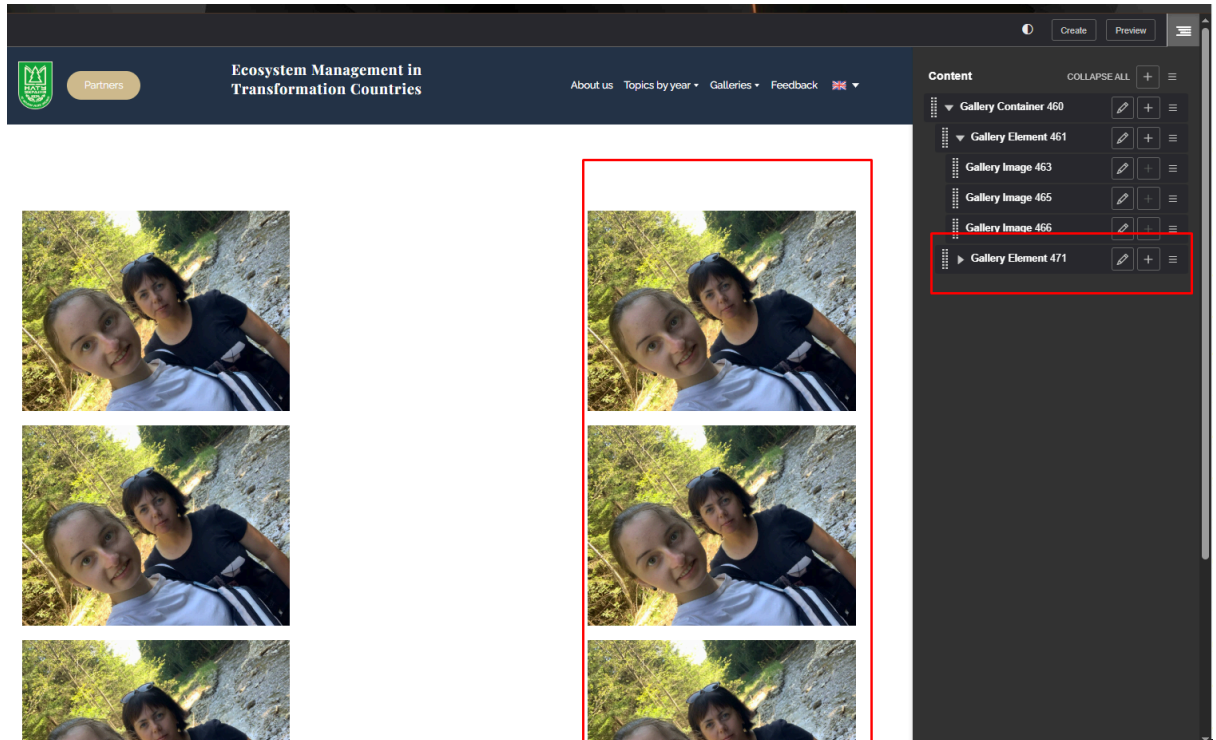 Create
Preview
НАТУ
Partners
Ecosystem Management in
Transformation Countries
About us
Topics by year
Galleries
Feedback
Content
COLLAPSE ALL
Gallery Container 460
Gallery Element 461
Gallery Image 463
Gallery Image 465
Gallery Image 466
Gallery Element 471